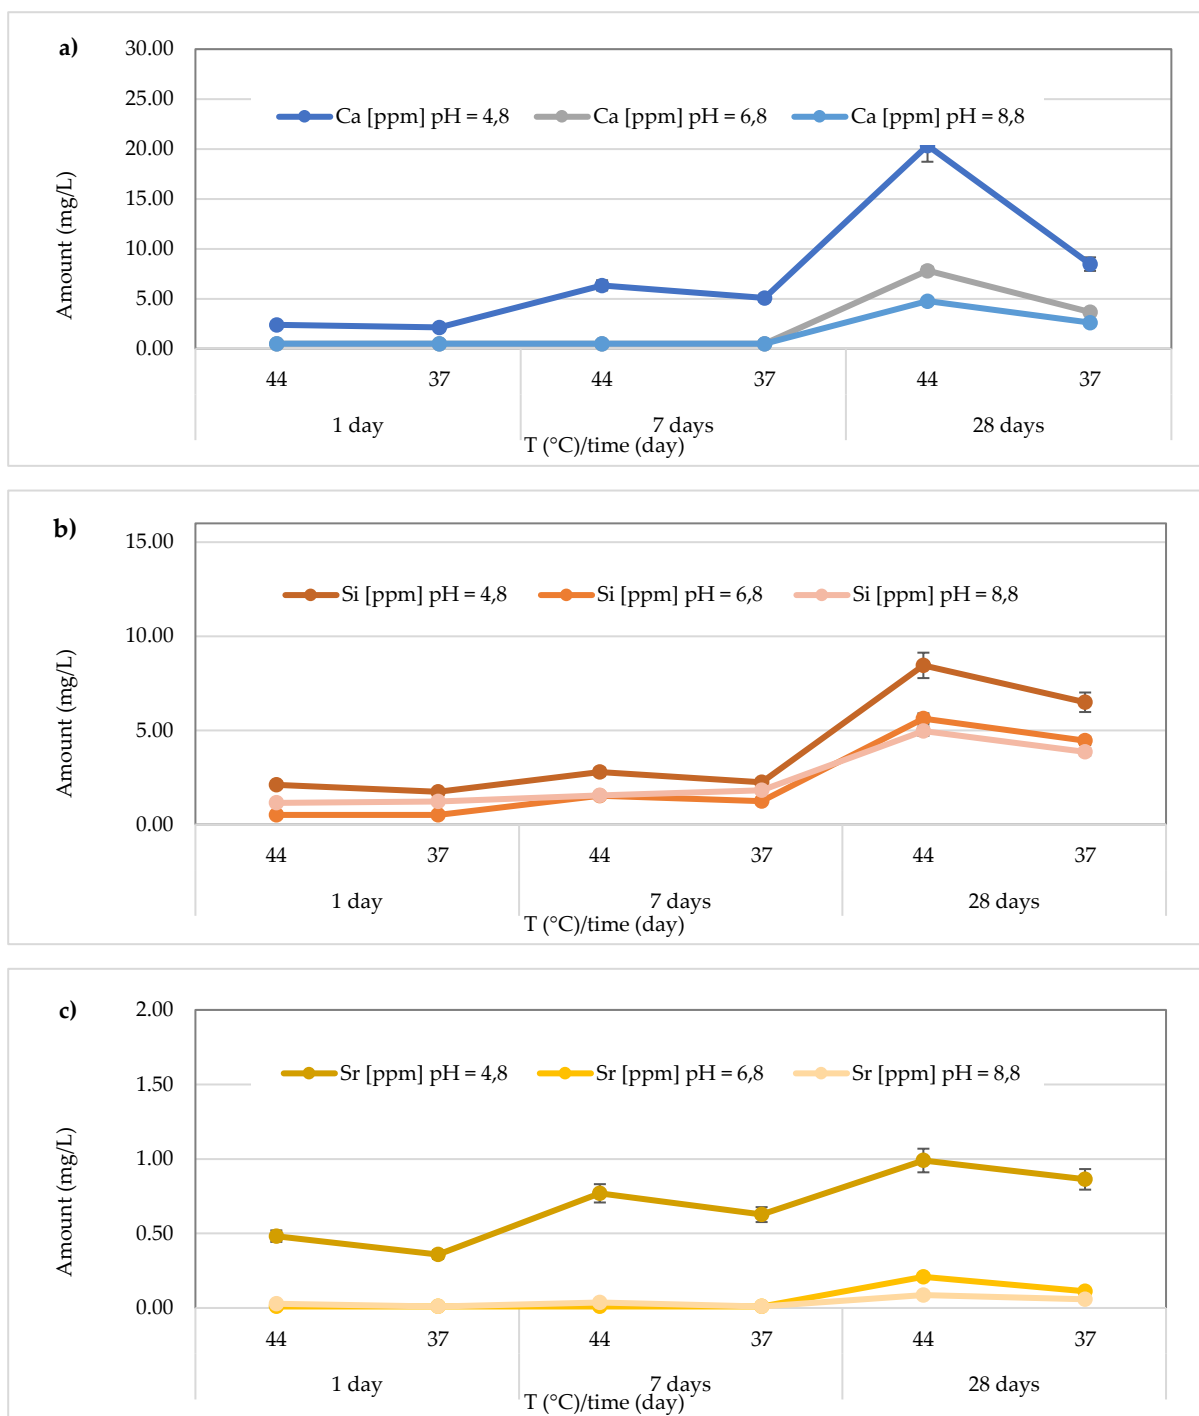 a)
30.00
25.00
Ca [ppm] pH = 4,8 Ca [ppm] pH = 6,8 Ca [ppm] pH = 8,8
20.00
15.00
10.00
5.00
0.00
Amount (mg/L)
44 37 44 37 44 37
1 day 7 days 28 days
T (°C)/time (day)
b)
15.00
Si [ppm] pH = 4,8 Si [ppm] pH = 6,8 Si [ppm] pH = 8,8
10.00
5.00
0.00
Amount (mg/L)
44 37 44 37 44 37
1 day 7 days 28 days
T (°C)/time (day)
c)
2.00
Sr [ppm] pH = 4,8 Sr [ppm] pH = 6,8 Sr [ppm] pH = 8,8
1.50
1.00
0.50
0.00
Amount (mg/L)
44 37 44 37 44 37
1 day 7 days 28 days
T (°C)/time (day)